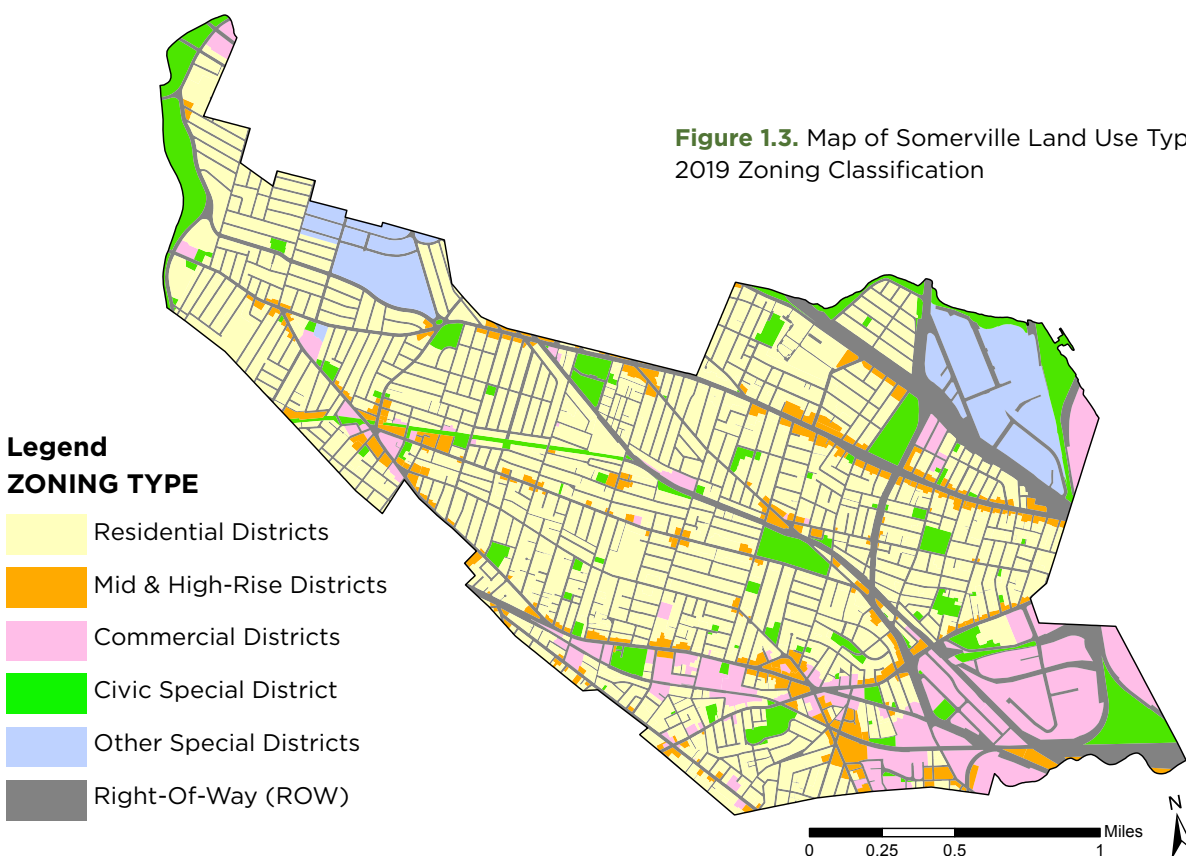 Figure 1.3. Map of Somerville Land Use Typ
2019 Zoning Classification
Legend
ZONING TYPE
Residential Districts
Mid & High-Rise Districts
Commercial Districts
Civic Special District
Other Special Districts
Right-Of-Way (ROW)
N
Miles
0 0.25 0.5 1